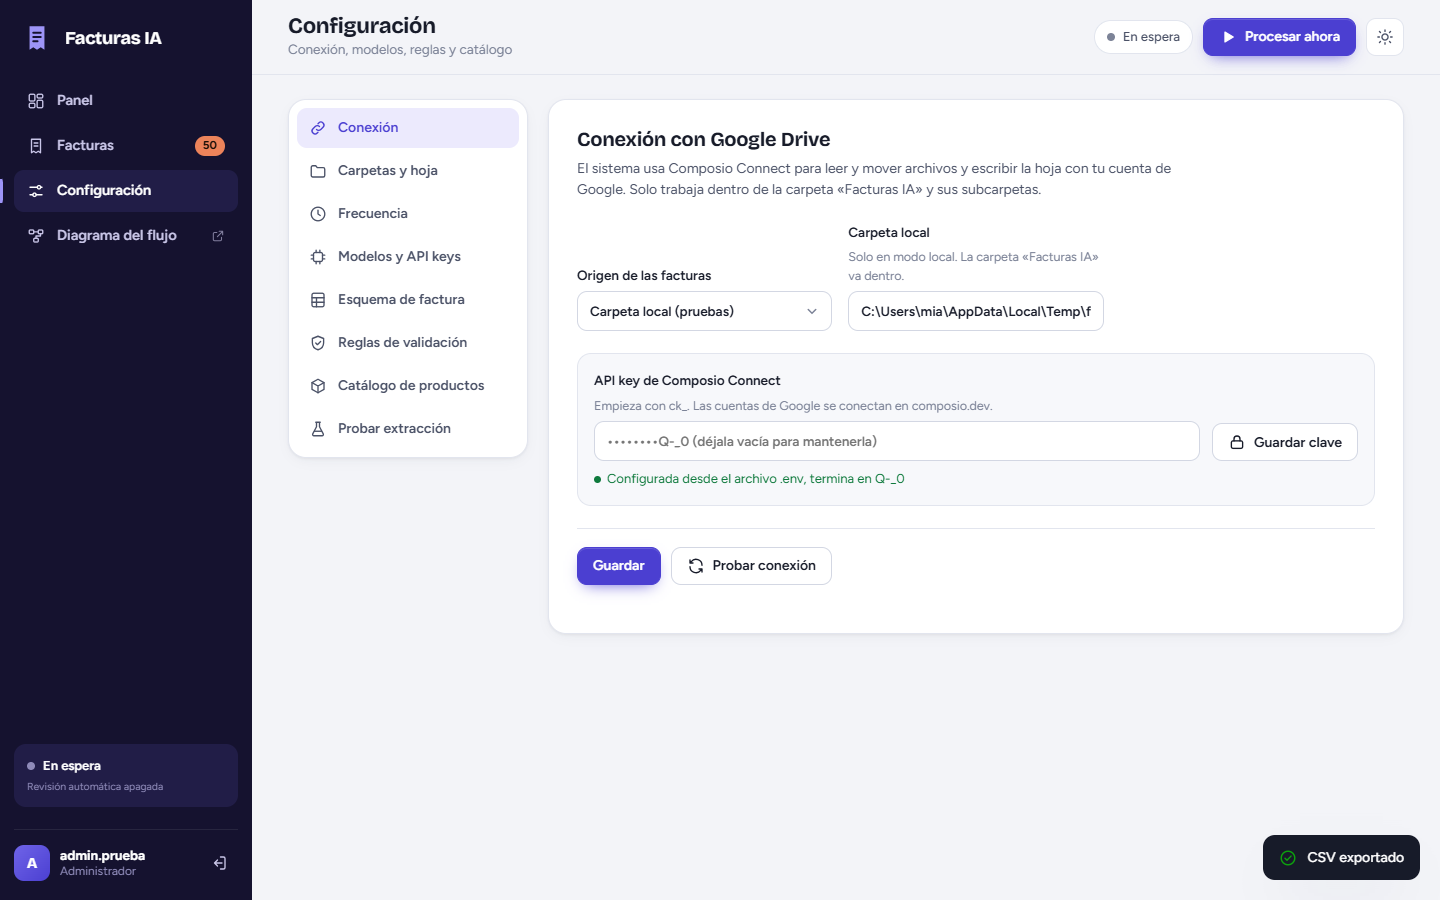 Facturas IA
Panel
Facturas
50
Configuración
Diagrama del flujo
En espera
Revisión automática apagada
A
admin.prueba
Administrador
Configuración
Conexión, modelos, reglas y catálogo
En espera
Procesar ahora
Conexión
Carpetas y hoja
Frecuencia
Modelos y API keys
Esquema de factura
Reglas de validación
Catálogo de productos
Probar extracción
Conexión con Google Drive
El sistema usa Composio Connect para leer y mover archivos y escribir la hoja con tu cuenta de
Google. Solo trabaja dentro de la carpeta «Facturas IA» y sus subcarpetas.
Origen de las facturas
Carpeta local (pruebas)
Carpeta local
Solo en modo local. La carpeta «Facturas IA»
va dentro.
C:\Users\mia\AppData\Local\Temp\f
API key de Composio Connect
Empieza con ck_. Las cuentas de Google se conectan en composio.dev.
••••••••Q-_0 (déjala vacía para mantenerla)
Guardar clave
Configurada desde el archivo .env, termina en Q-_0
Guardar
Probar conexión
CSV exportado